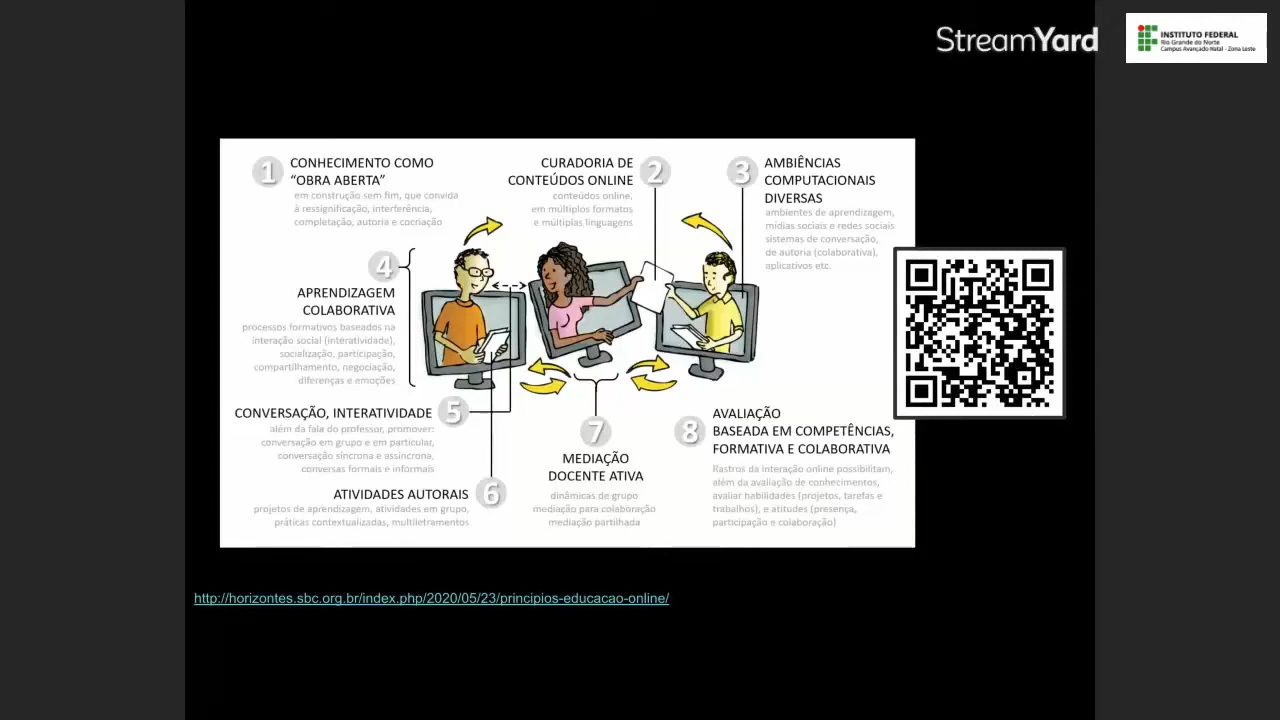 StreamYard
INSTITUTO FEDERAL
Rio Grande do Norte
Campus Avançado Natal - Zona Leste
1
CONHECIMENTO COMO
“OBRA ABERTA”
em construção sem fim, que convida
à ressignificação, interferência,
completação, autoria e cocriação
CURADORIA DE
CONTEÚDOS ONLINE
2
conteúdos online,
em múltiplos formatos
e múltiplas linguagens
3
AMBIÊNCIAS
COMPUTACIONAIS
DIVERSAS
ambientes de aprendizagem,
mídias sociais e redes sociais
sistemas de conversação,
de autoria (colaborativa),
aplicativos etc.
4
APRENDIZAGEM
COLABORATIVA
processos formativos baseados na
interação social (interatividade),
socialização, participação,
compartilhamento, negociação,
diferenças e emoções
CONVERSAÇÃO, INTERATIVIDADE
5
além da fala do professor, promover:
conversação em grupo e em particular,
conversação síncrona e assíncrona,
conversas formais e informais
ATIVIDADES AUTORAIS
6
projetos de aprendizagem, atividades em grupo,
práticas contextualizadas, multiletramentos
7
MEDIAÇÃO
DOCENTE ATIVA
dinâmicas de grupo
mediação para colaboração
mediação partilhada
8
AVALIAÇÃO
BASEADA EM COMPETÊNCIAS,
FORMATIVA E COLABORATIVA
Rastros da interação online possibilitam,
além da avaliação de conhecimentos,
avaliar habilidades (projetos, tarefas e
trabalhos), e atitudes (presença,
participação e colaboração)
http://horizontes.sbc.org.br/index.php/2020/05/23/principios-educacao-online/